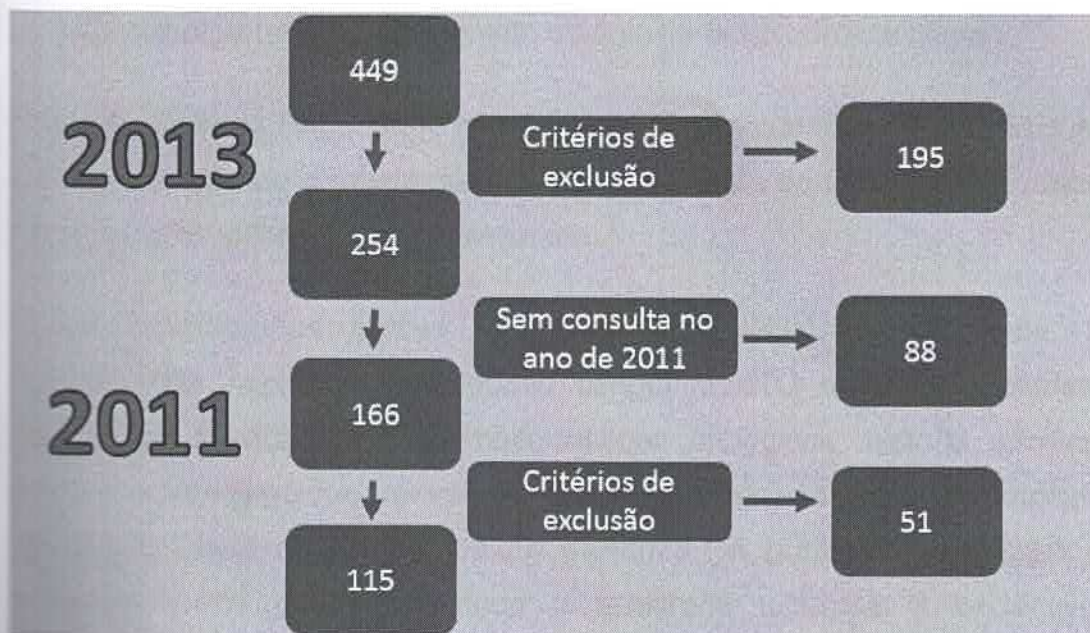 449
2013
Critérios de
exclusão
195
254
Sem consulta no
ano de 2011
88
2011
166
Critérios de
exclusão
51
115